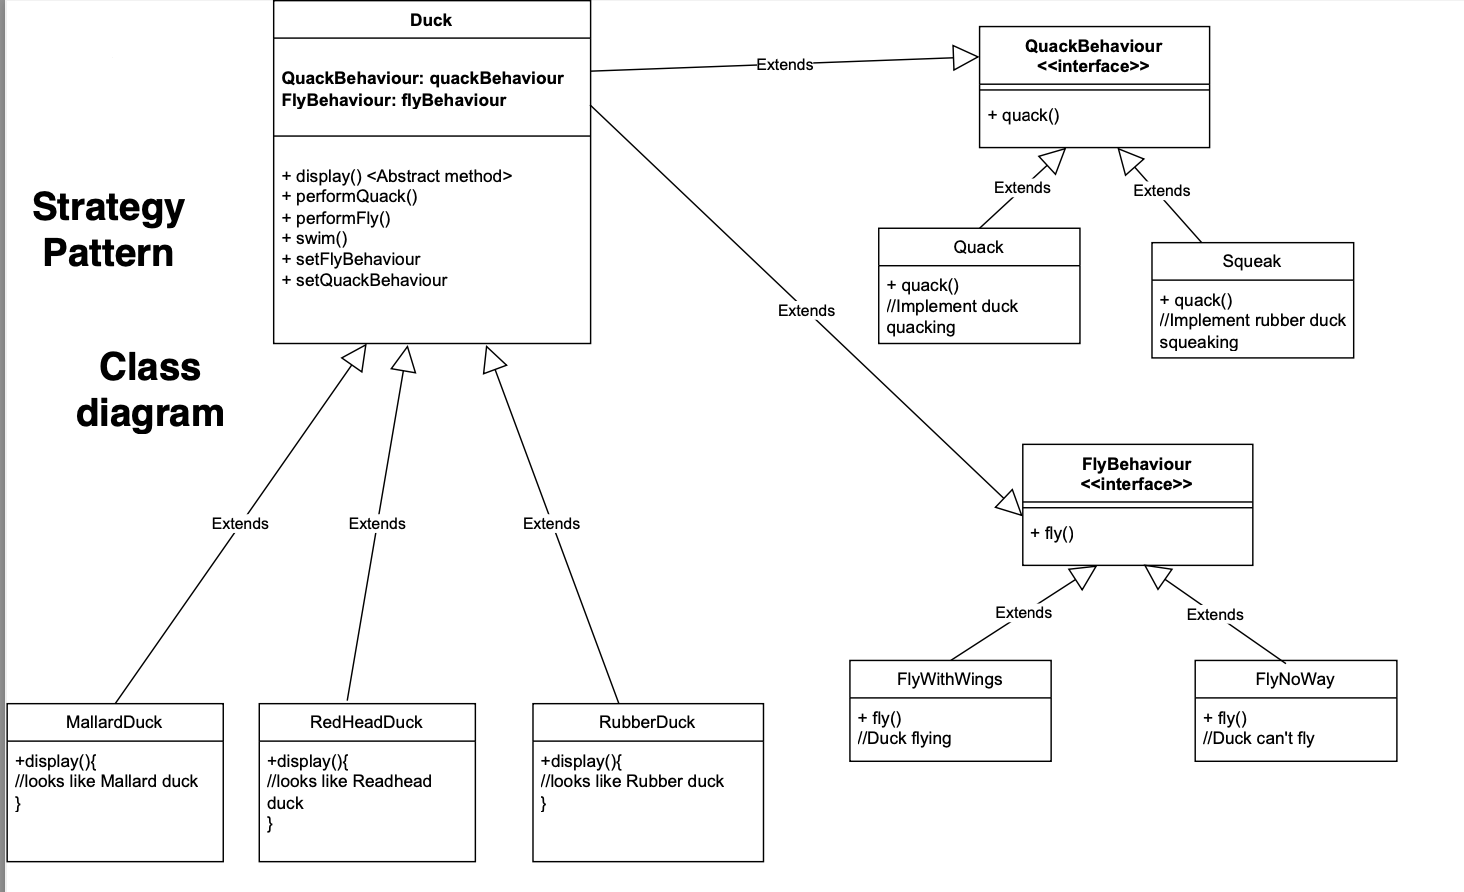 Strategy
Pattern
Class
diagram
Duck
QuackBehaviour: quackBehaviour
FlyBehaviour: flyBehaviour
+ display() <Abstract method>
+ performQuack()
+ performFly()
+ swim()
+ setFlyBehaviour
+ setQuackBehaviour
Extends
QuackBehaviour
<<interface>>
+ quack()
Extends
Extends
Quack
+ quack()
//Implement duck
quacking
Squeak
+ quack()
//Implement rubber duck
squeaking
Extends
FlyBehaviour
<<interface>>
+ fly()
Extends
Extends
FlyWithWings
+ fly()
//Duck flying
FlyNoWay
+ fly()
//Duck can't fly
Extends
Extends
Extends
MallardDuck
+display(){
//looks like Mallard duck
}
RedHeadDuck
+display(){
//looks like Readhead
duck
}
RubberDuck
+display(){
//looks like Rubber duck
}